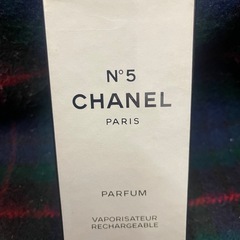 N°5
CHANEL
PARIS
PARFUM
VAPORISATEUR
RECHARGEABLE